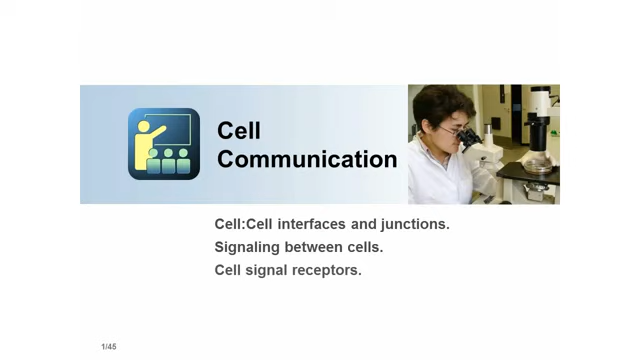 Cell
Communication
Cell:Cell interfaces and junctions.
Signaling between cells.
Cell signal receptors.
1/45